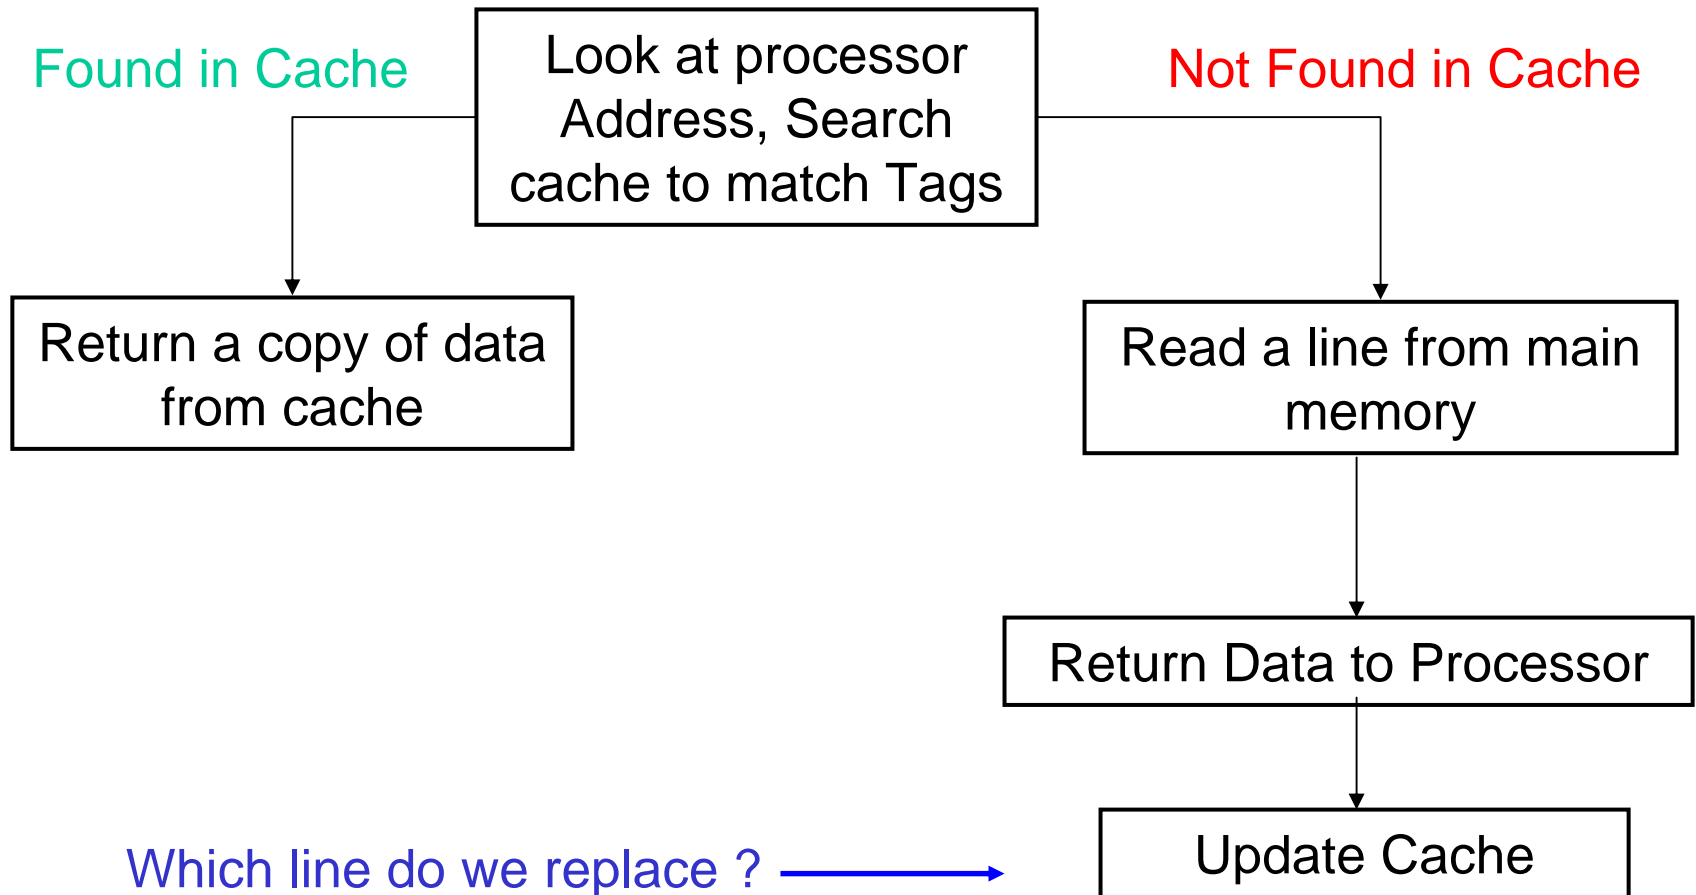 Found in Cache
Look at processor
Address, Search
cache to match Tags
Not Found in Cache
Return a copy of data
from cache
Read a line from main
memory
Return Data to Processor
Which line do we replace ?
Update Cache